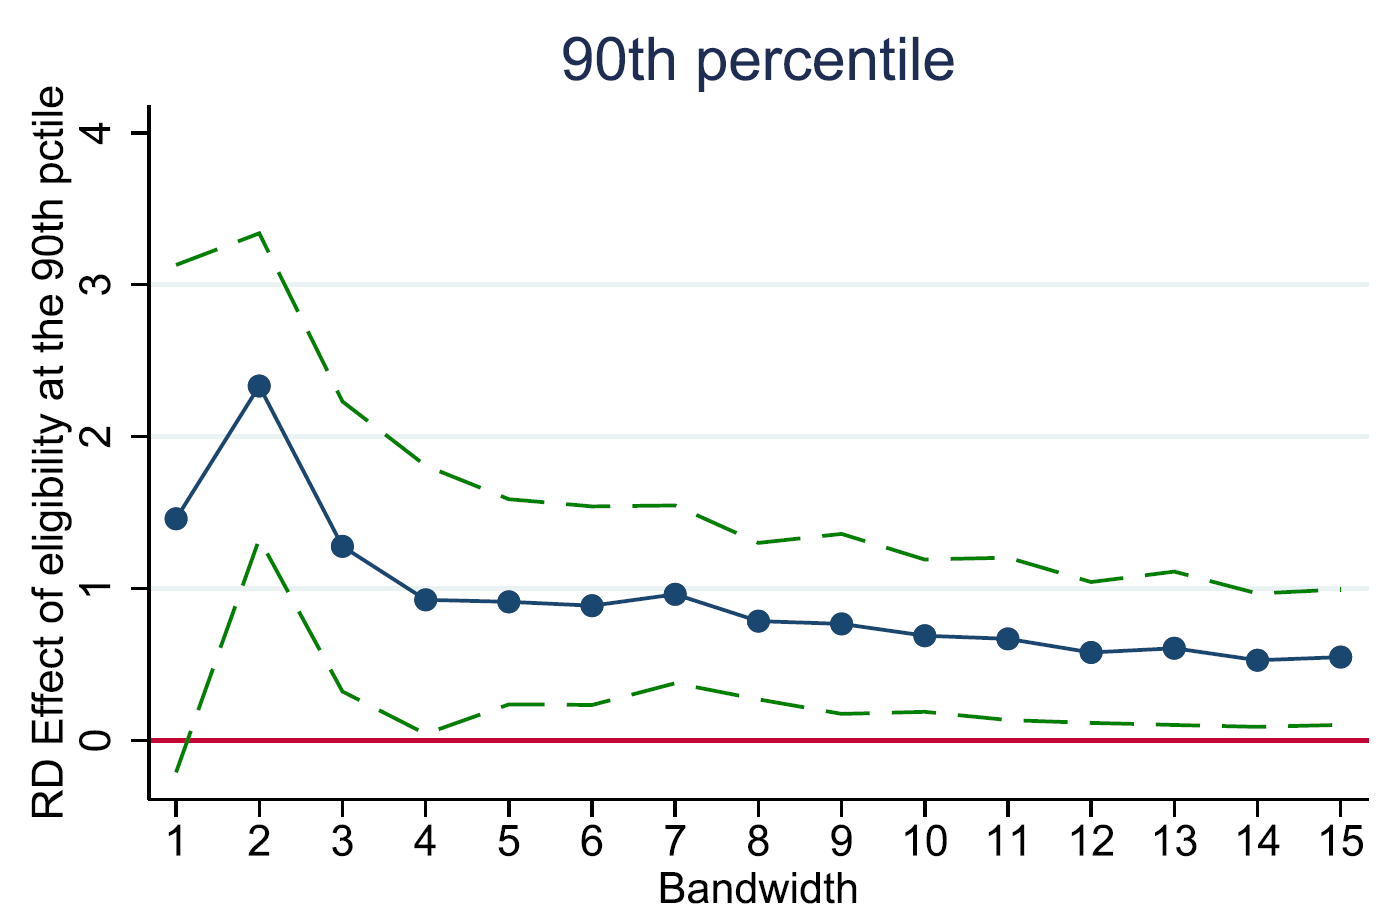 90th percentile
RD Effect of eligibility at the 90th pctile
4
3
2
1
0
1 2 3 4 5 6 7 8 9 10 11 12 13 14 15
Bandwidth